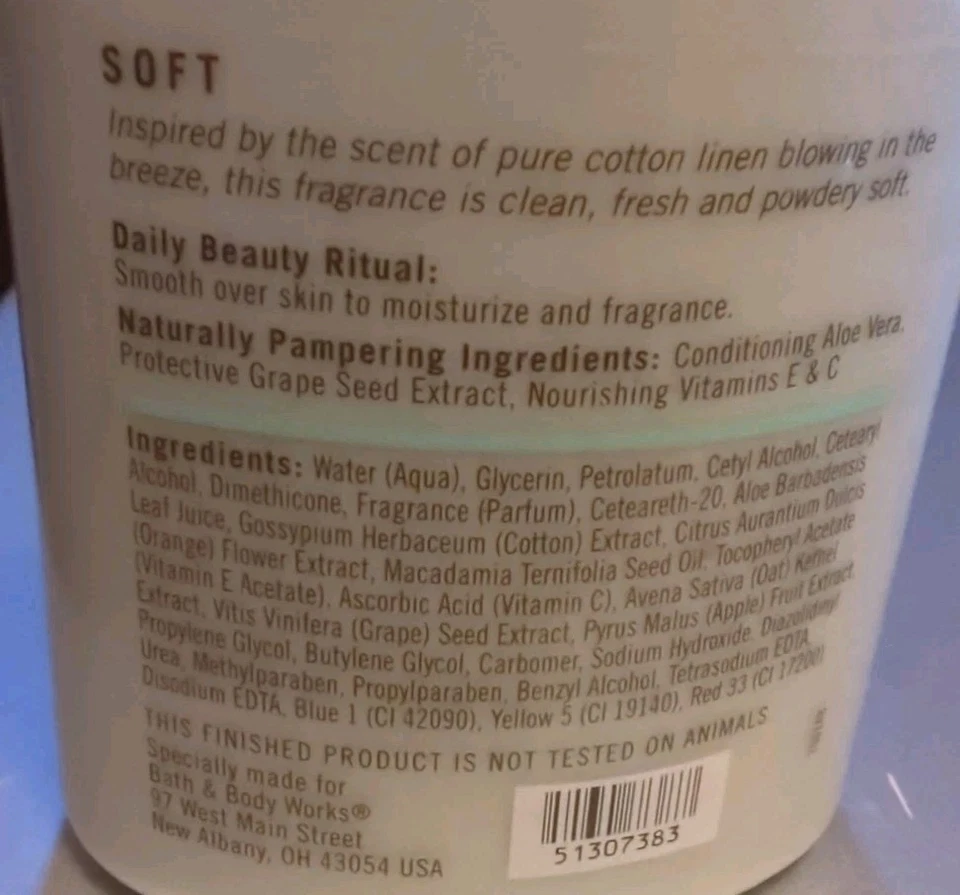 SOFT
Inspired by the scent of pure cotton linen blowing in the
breeze, this fragrance is clean, fresh and powdery soft.
Daily Beauty Ritual:
Smooth over skin to moisturize and fragrance.
Naturally Pampering Ingredients: Conditioning Aloe Vera,
Protective Grape Seed Extract, Nourishing Vitamins E & C
Ingredients: Water (Aqua), Glycerin, Petrolatum, Cetyl Alcohol, Cetearyl
Alcohol, Dimethicone, Fragrance (Parfum), Ceteareth-20, Aloe Barbadensis
Leaf Juice, Gossypium Herbaceum (Cotton) Extract, Citrus Aurantium Dulcis
(Orange) Flower Extract, Macadamia Ternifolia Seed Oil, Tocopheryl Acetate
(Vitamin E Acetate), Ascorbic Acid (Vitamin C), Avena Sativa (Oat) Kernel
Extract, Vitis Vinifera (Grape) Seed Extract, Pyrus Malus (Apple) Fruit Extract,
Propylene Glycol, Butylene Glycol, Carbomer, Sodium Hydroxide, Diazolidinyl
Urea, Methylparaben, Propylparaben, Benzyl Alcohol, Tetrasodium EDTA,
Disodium EDTA, Blue 1 (CI 42090), Yellow 5 (CI 19140), Red 33 (CI 17200)
THIS FINISHED PRODUCT IS NOT TESTED ON ANIMALS
Specially made for
Bath & Body Works®
97 West Main Street
New Albany, OH 43054 USA
51307383